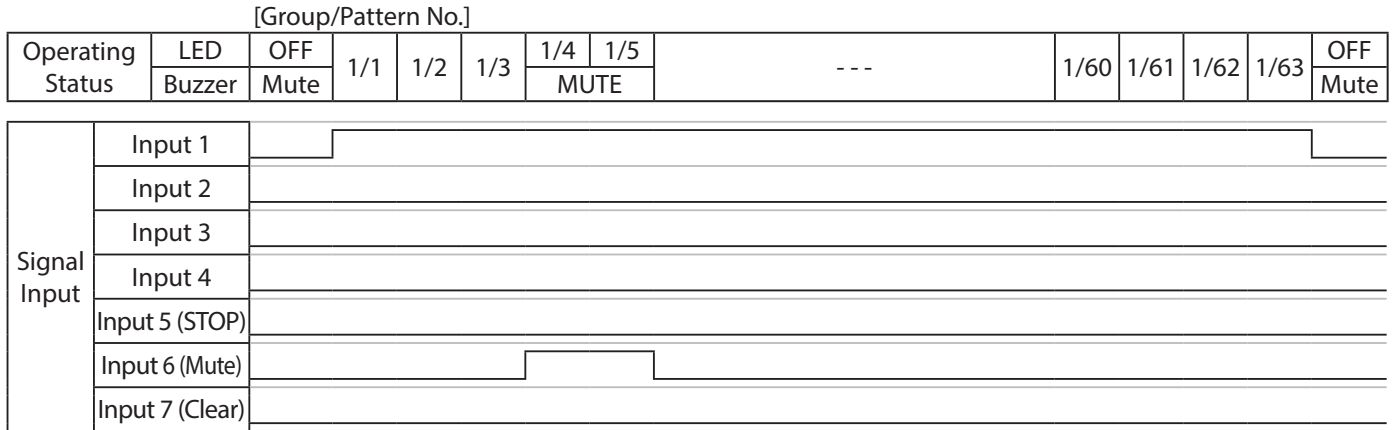 [Group/Pattern No.]
Operating Status LED OFF 1/1 1/2 1/3 1/4 1/5 - - - 1/60 1/61 1/62 1/63 OFF
Buzzer Mute MUTE Mute
Signal Input
Input 1
Input 2
Input 3
Input 4
Input 5 (STOP)
Input 6 (Mute)
Input 7 (Clear)